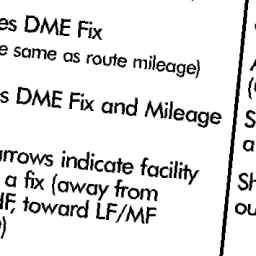 es DME Fix
e same as route mileage)
s DME Fix and Mileage
rrows indicate facility
a fix (away from
HF, toward LF/MF
)
A
(
S
a
Sh
ou